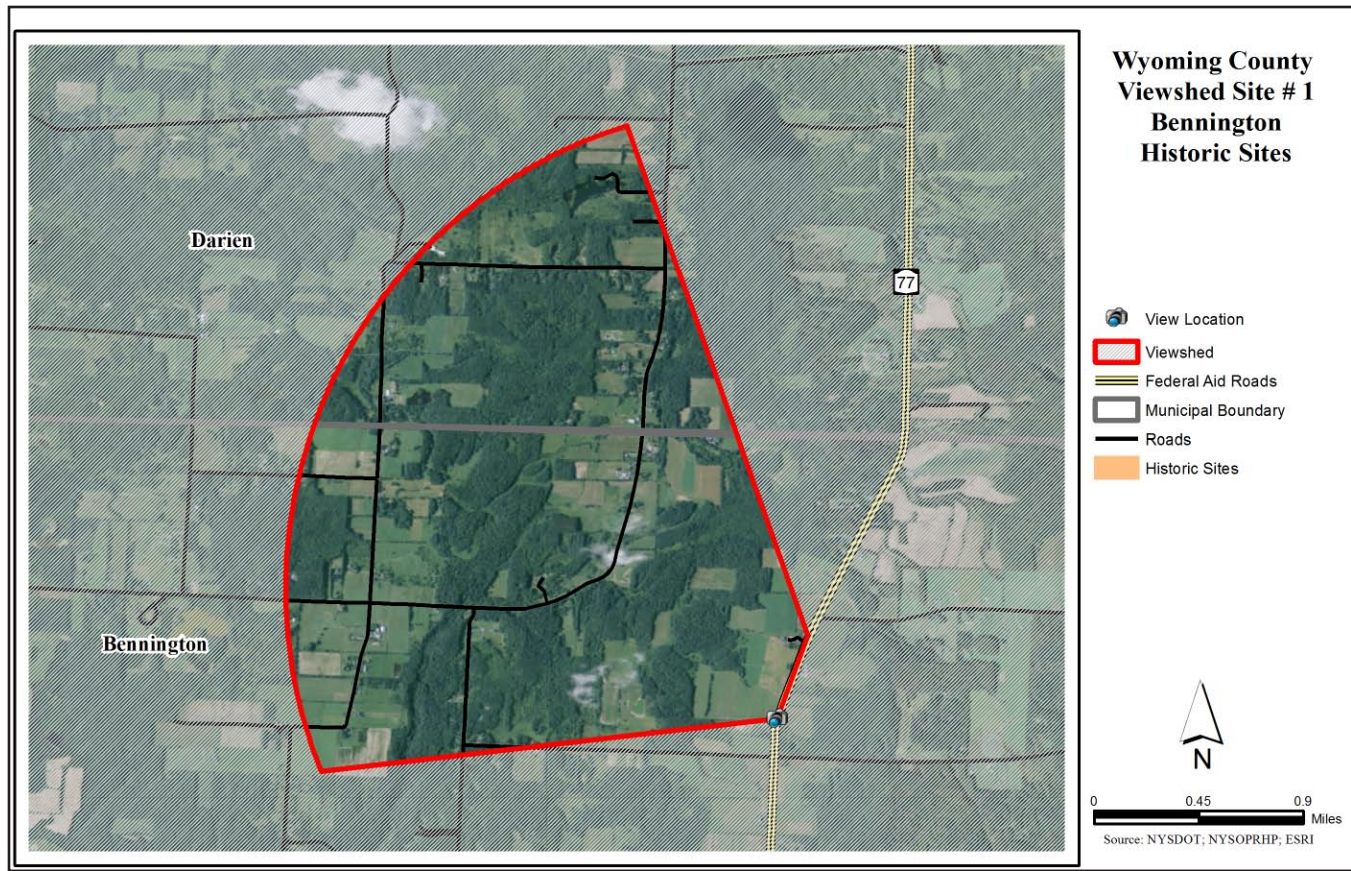 Wyoming County
Viewshed Site # 1
Bennington
Historic Sites
Darien
77
Bennington
View Location
Viewshed
Federal Aid Roads
Municipal Boundary
Roads
Historic Sites
N
0 0.45 0.9
Miles
Source: NYSDOT; NYSOPRHP; ESRI